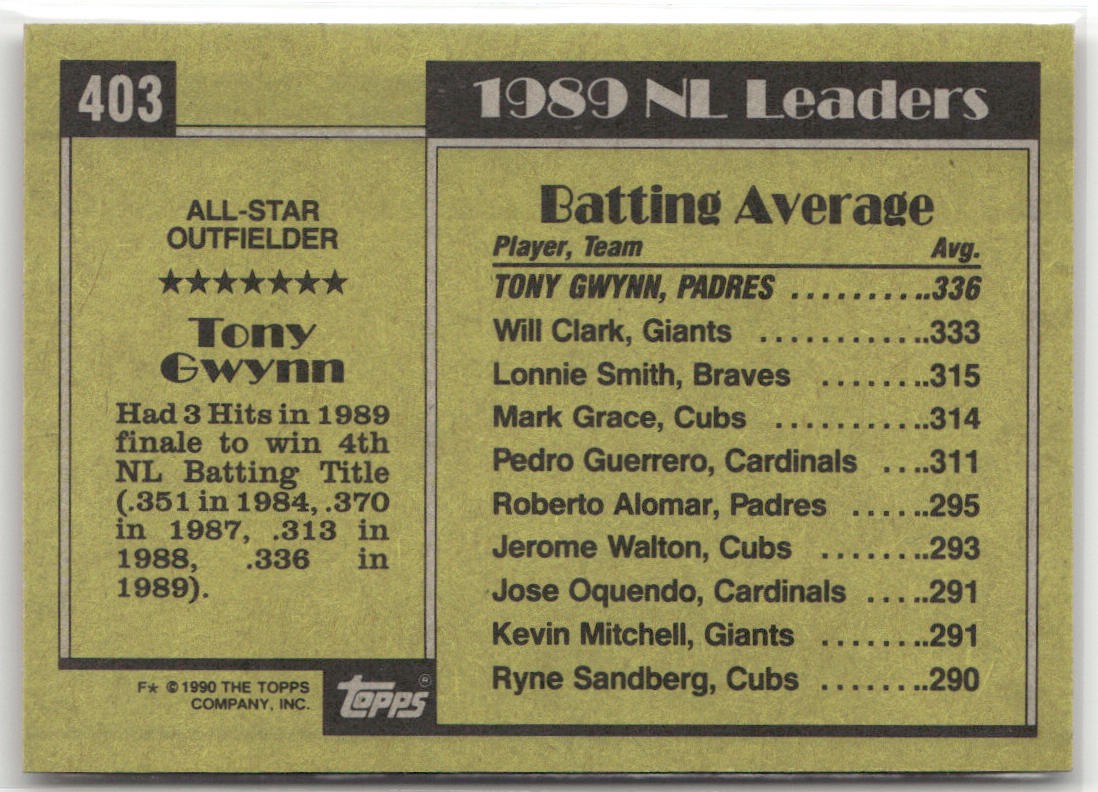 403
ALL-STAR
OUTFIELDER
★★★★★★★
Tony
Gwynn
Had 3 Hits in 1989
finale to win 4th
NL Batting Title
(.351 in 1984, .370
in 1987, .313 in
1988, .336 in
1989).
F★ © 1990 THE TOPPS
COMPANY, INC.
topps®
1989 NL Leaders
Batting Average
Player, Team Avg.
TONY GWYNN, PADRES ..........336
Will Clark, Giants ............333
Lonnie Smith, Braves ........315
Mark Grace, Cubs ...........314
Pedro Guerrero, Cardinals ....311
Roberto Alomar, Padres ......295
Jerome Walton, Cubs ........293
Jose Oquendo, Cardinals .....291
Kevin Mitchell, Giants ........291
Ryne Sandberg, Cubs ........290